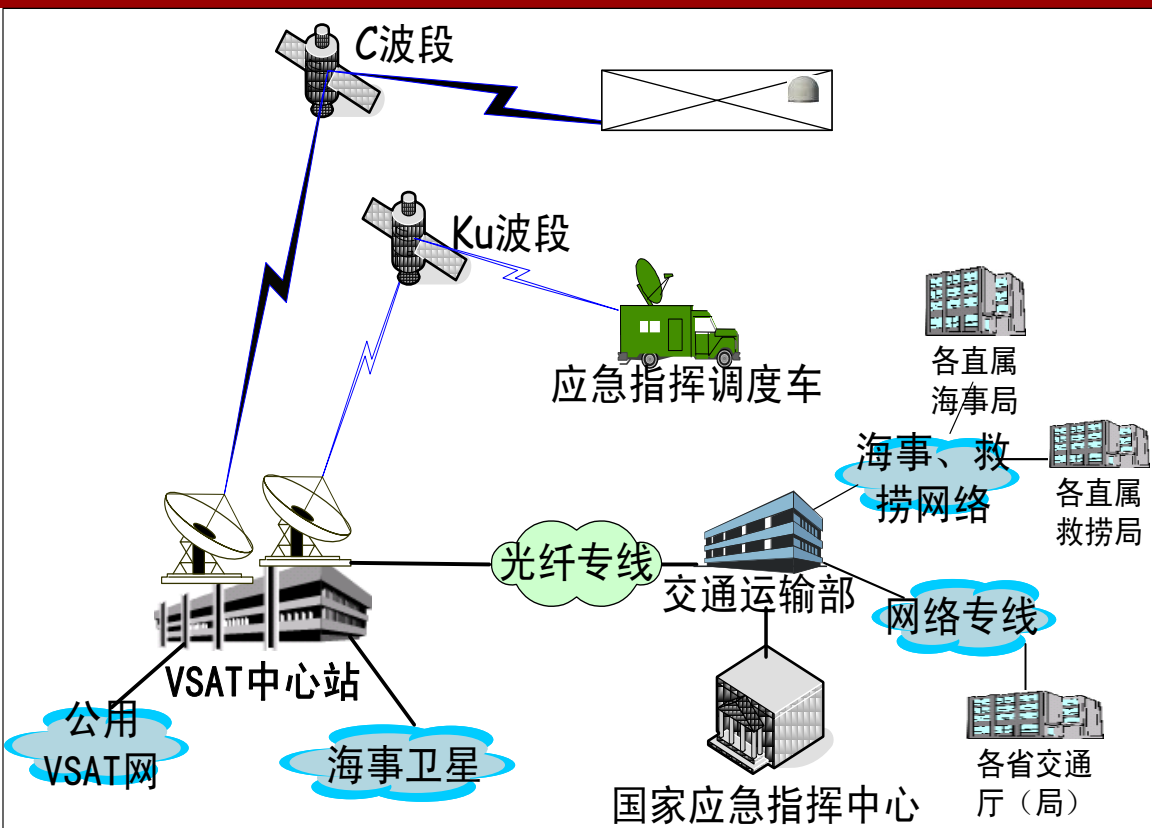 C波段
Ku波段
应急指挥调度车
各直属
海事局
海事、救
捞网络
各直属
救捞局
光纤专线
交通运输部
网络专线
VSAT中心站
公用
VSAT网
海事卫星
国家应急指挥中心
各省交通
厅（局）